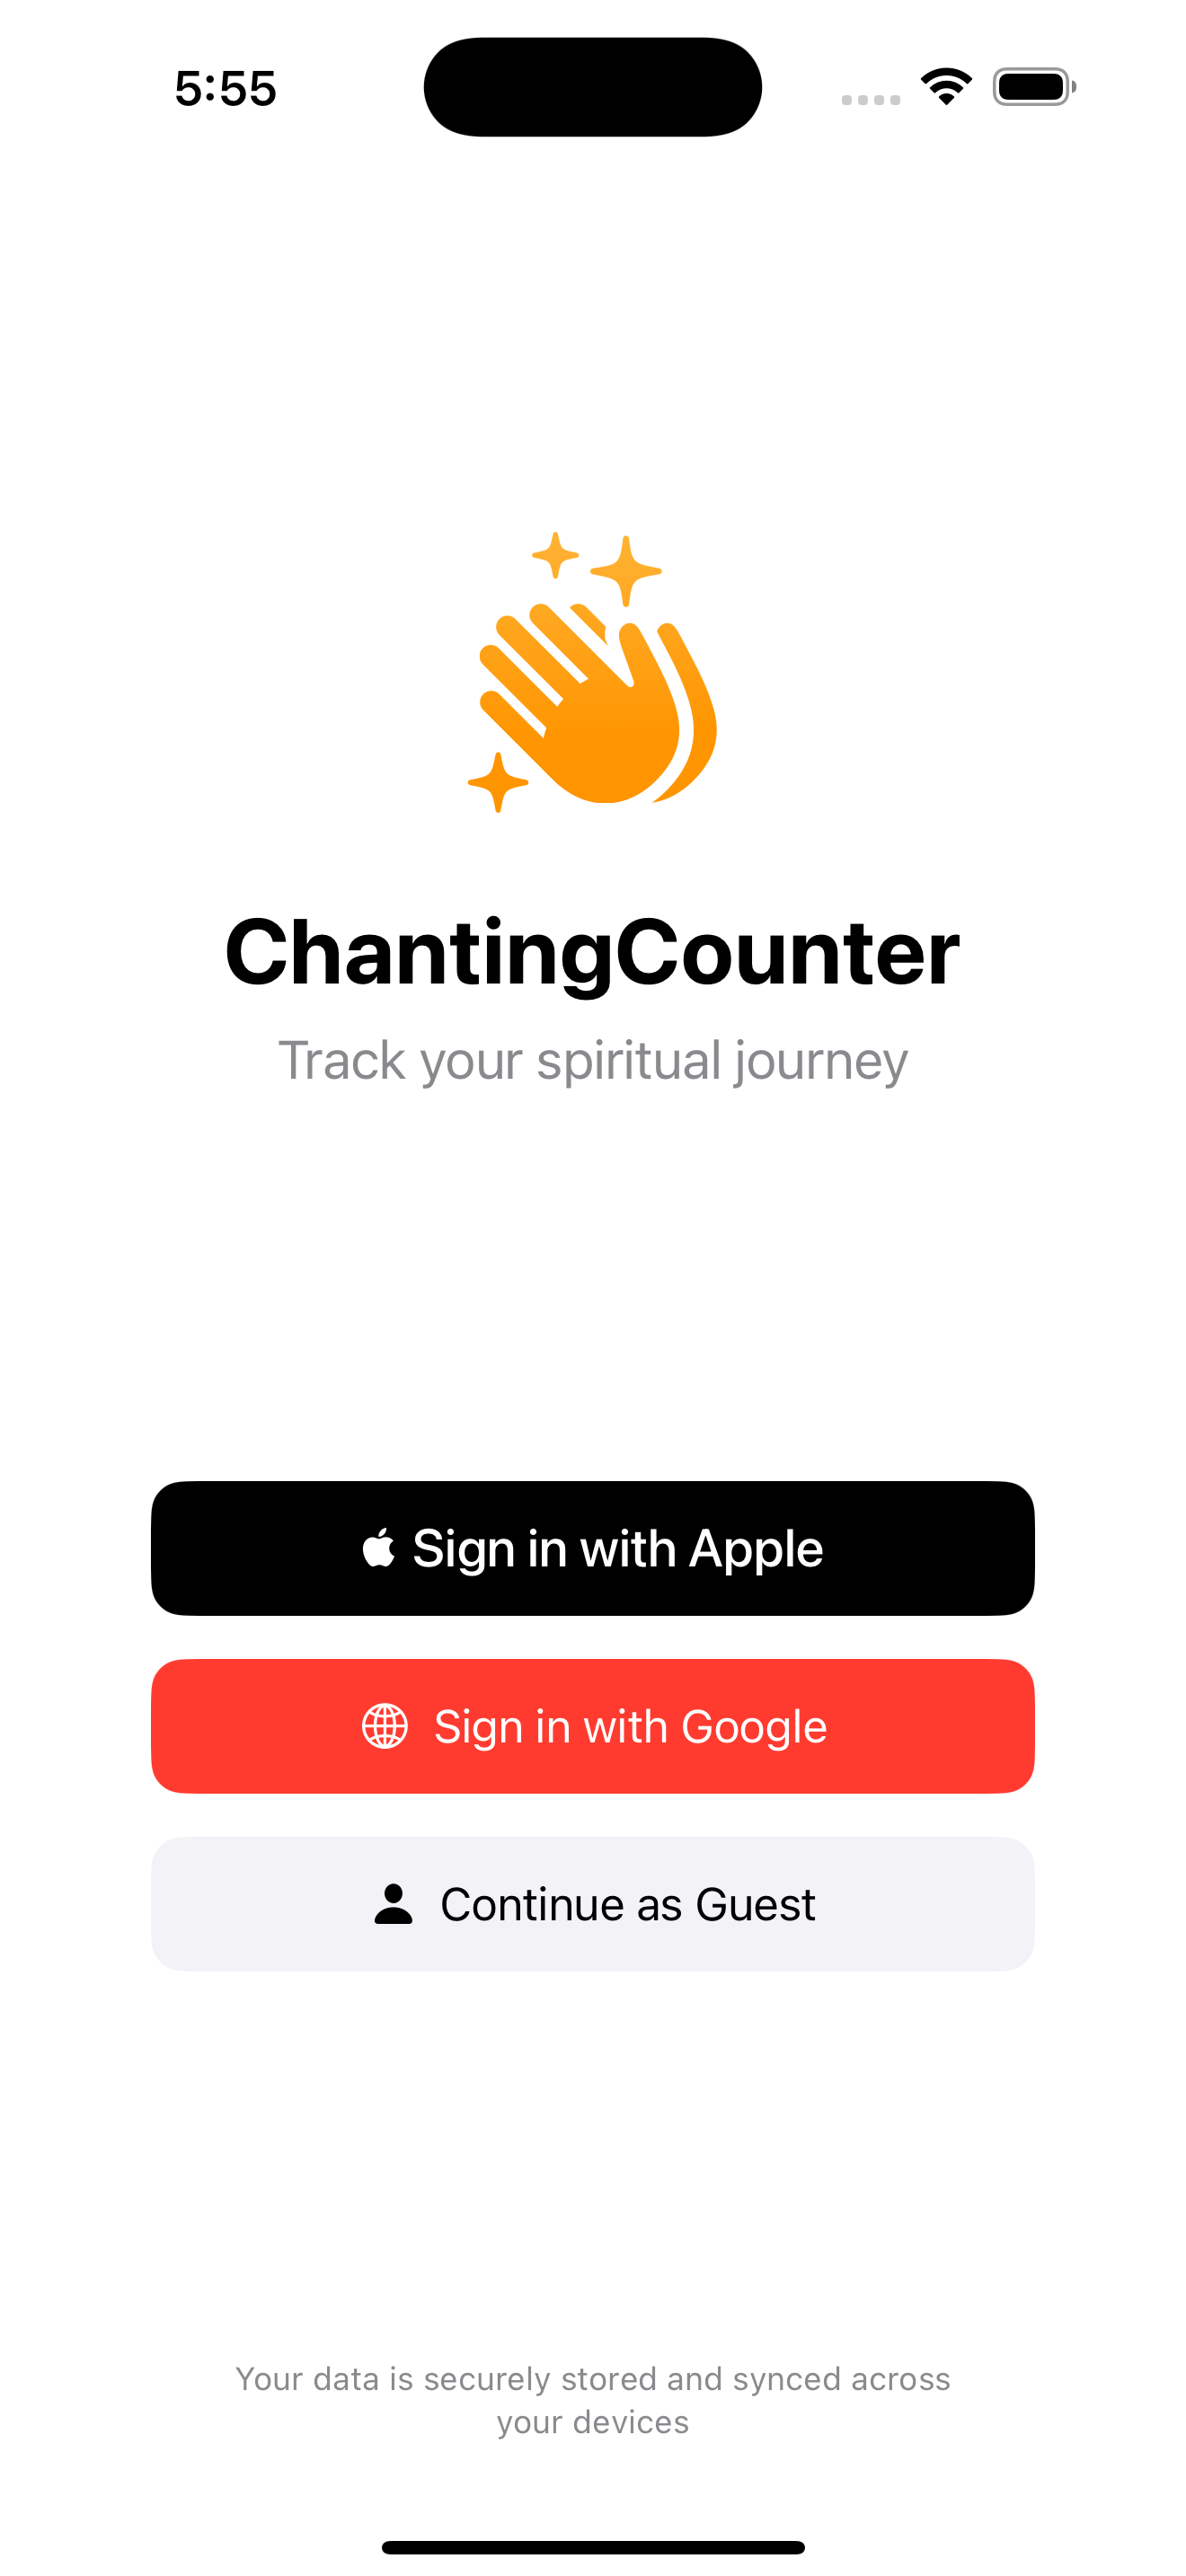 5:55
ChantingCounter
Track your spiritual journey
Sign in with Apple
Sign in with Google
Continue as Guest
Your data is securely stored and synced across
your devices